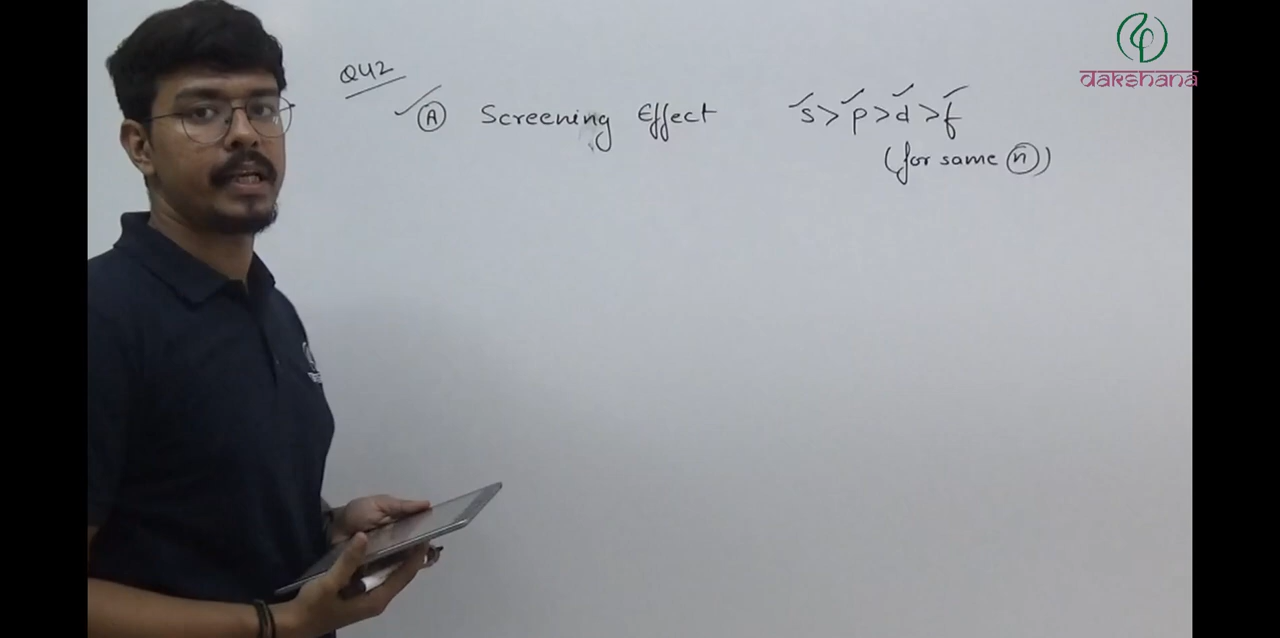 dakshana
Q42
✓ Ⓐ Screening Effect s > p > d > f
(for same n)